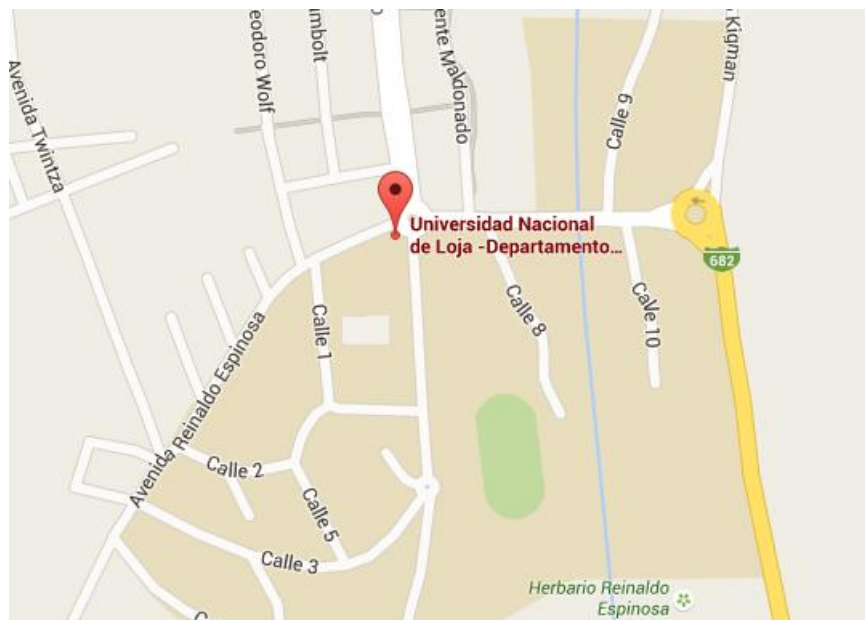 Avenida Twintza
eodoro Wolf
mbolt
ente Maldonado
Calle 9
Kigman
Universidad Nacional
de Loja -Departamento...
682
Avenida Reinaldo Espinosa
Calle 1
Calle 8
Calle 10
Calle 2
Calle 5
Calle 3
Herbario Reinaldo
Espinosa